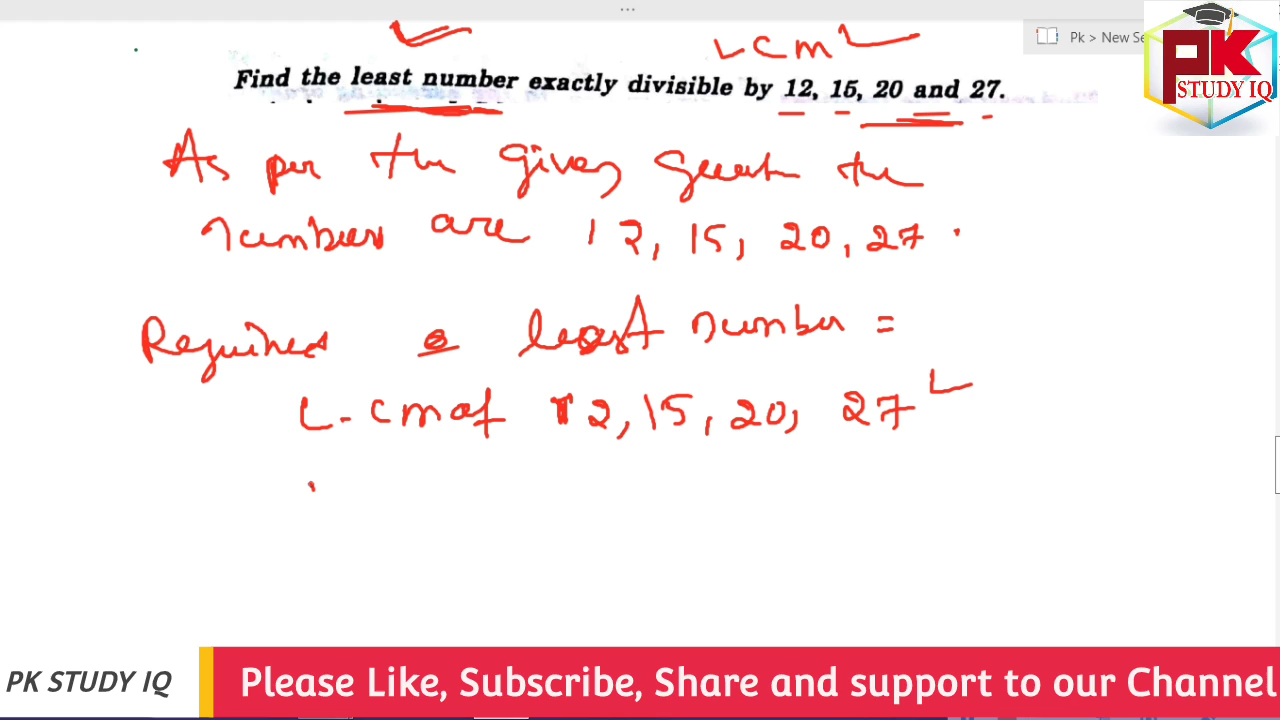 ...
Pk > New Se
PK
STUDY IQ
LCM
Find the least number exactly divisible by 12, 15, 20 and 27.
As per the given the
numbers are 12, 15, 20, 27.
Required least number =
L.cm of 12, 15, 20, 27
PK STUDY IQ
Please Like, Subscribe, Share and support to our Channel